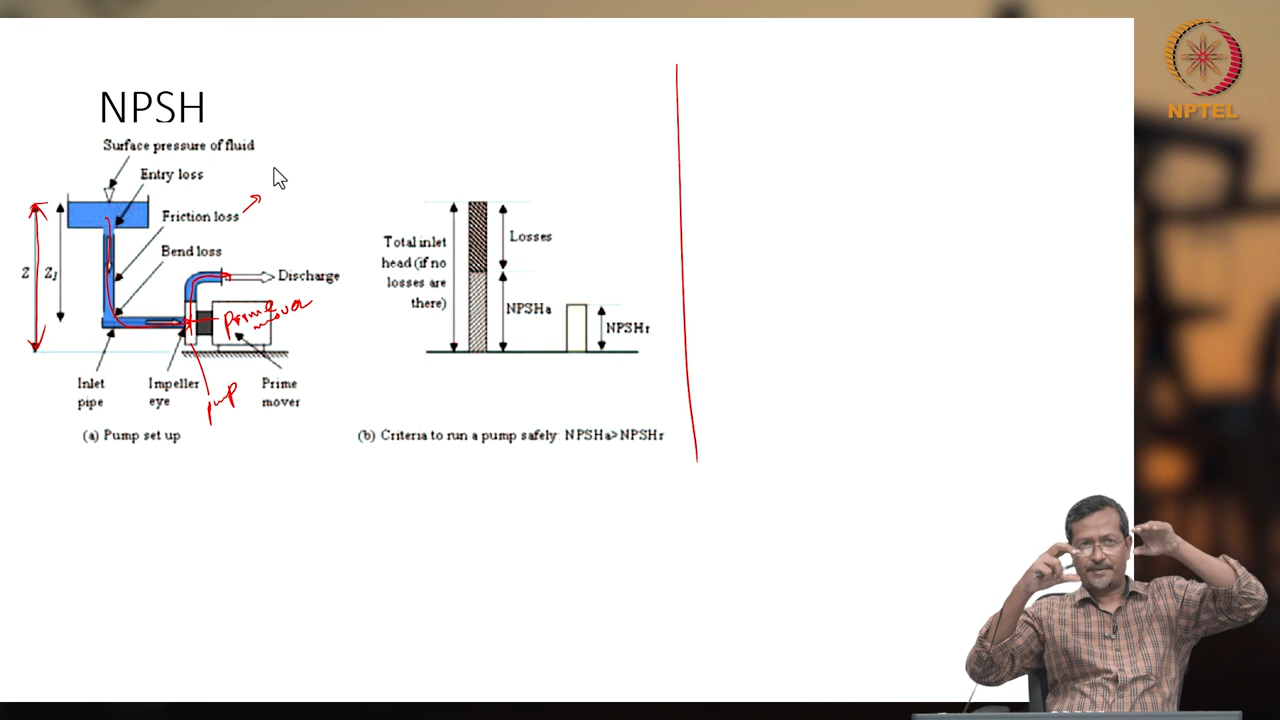 NPSH
Surface pressure of fluid
Entry loss
Friction loss
Bend loss
Z
Z1
Discharge
Prime
mover
Inlet
pipe
Impeller
eye
Prime
mover
pump
(a) Pump set up
Total inlet
head (if no
losses are
there)
Losses
NPSHa
NPSHr
(b) Criteria to run a pump safely NPSHa>NPSHr
NPTEL